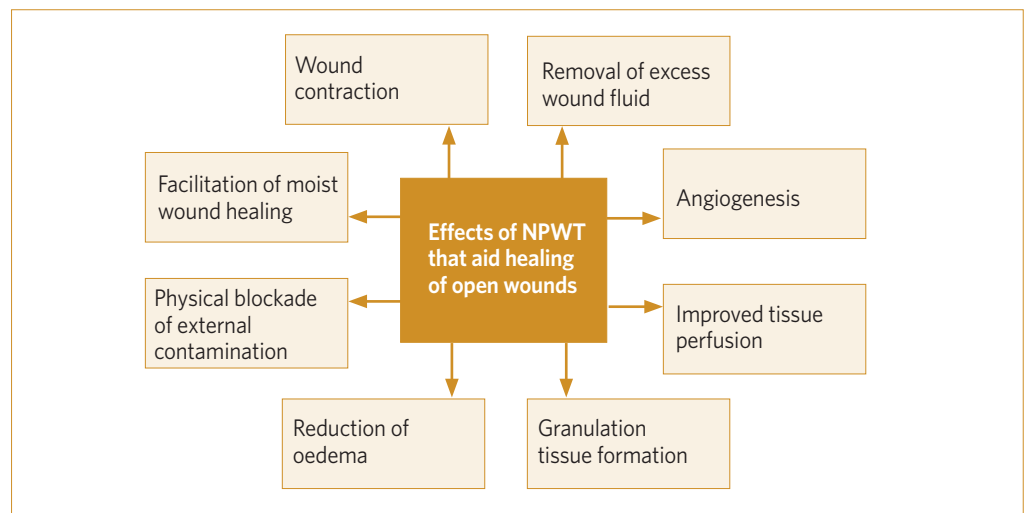 Wound
contraction
Removal of excess
wound fluid
Facilitation of moist
wound healing
Angiogenesis
Effects of NPWT
that aid healing
of open wounds
Physical blockade
of external
contamination
Improved tissue
perfusion
Reduction of
oedema
Granulation
tissue formation